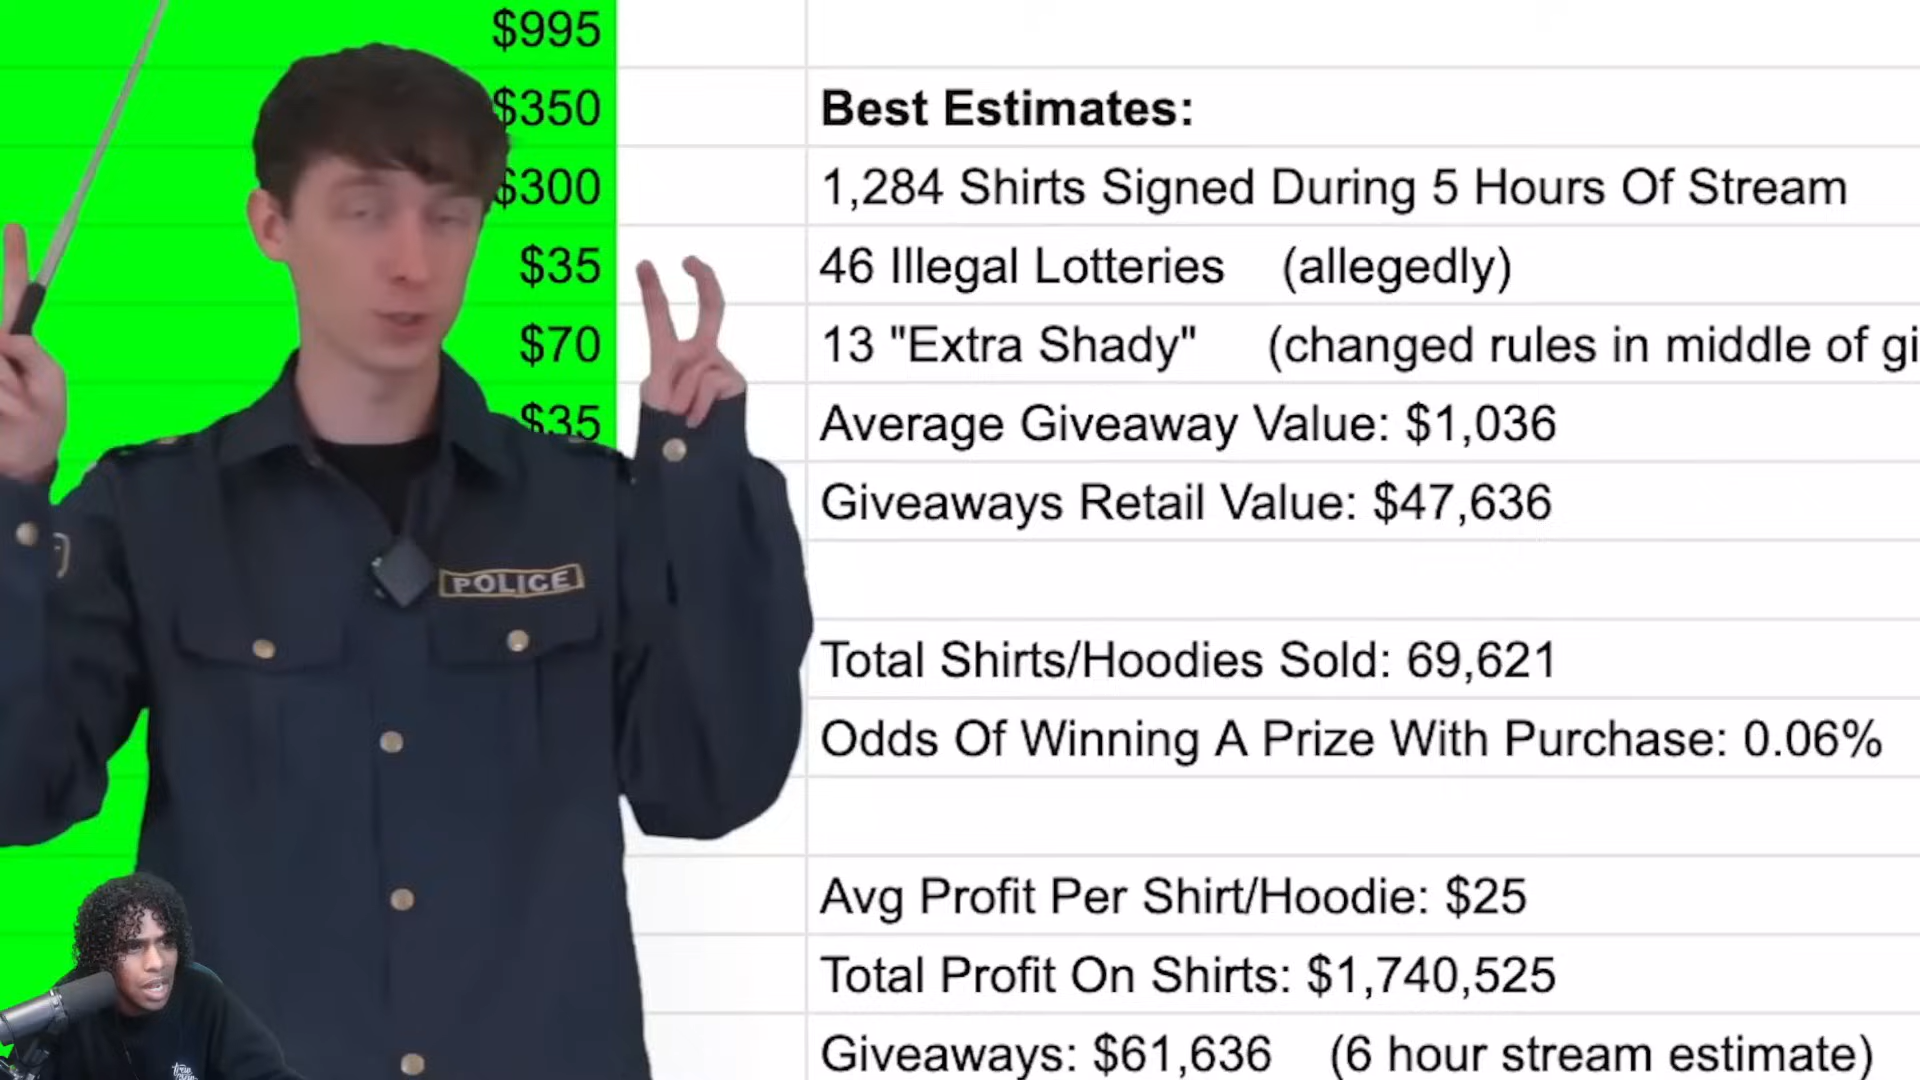 $995
$350
$300
$35
$70
$35
Best Estimates:
1,284 Shirts Signed During 5 Hours Of Stream
46 Illegal Lotteries (allegedly)
13 "Extra Shady" (changed rules in middle of gi
Average Giveaway Value: $1,036
Giveaways Retail Value: $47,636
Total Shirts/Hoodies Sold: 69,621
Odds Of Winning A Prize With Purchase: 0.06%
Avg Profit Per Shirt/Hoodie: $25
Total Profit On Shirts: $1,740,525
Giveaways: $61,636 (6 hour stream estimate)
POLICE